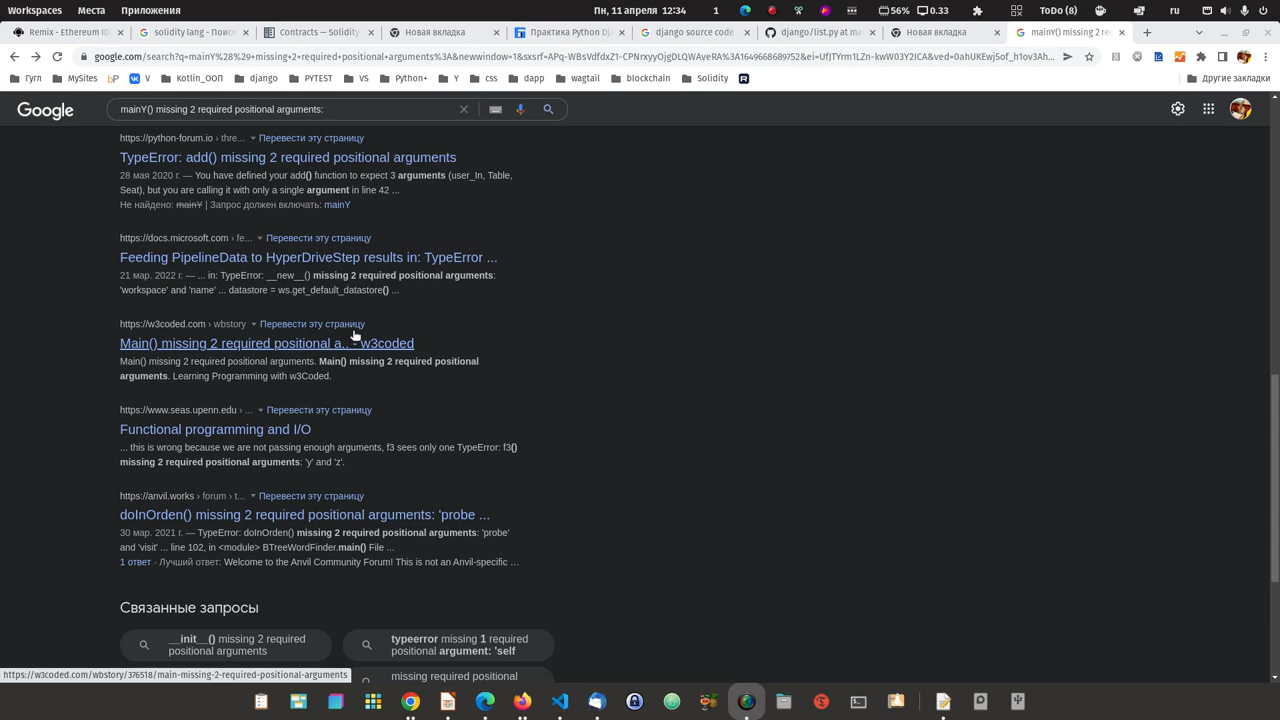 Workspaces Места Приложения Пн, 11 апреля 12:34 1 56% 0.33 ToDo (8) ru
Remix - Ethereum ID solidity lang - Поис Contracts — Solidity Новая вкладка Практика Python Dj django source code django/list.py at ma Новая вкладка mainY() missing 2 re
google.com/search?q=mainY%28%29+missing+2+required+positional+arguments%3A&newwindow=1&sxsrf=APq-WBsVdfdxZ1-CPNrxyyOjgDLQWAveRA%3A1649668689752&ei=UfJTYrm1LZn-kwW03Y2ICA&ved=0ahUKEwj5of_h1ov3Ah...
Гугл MySites V Kotlin_ООП django PYTEST VS Python+ Y css dapp wagtail blockchain Solidity Другие закладки
Google mainY() missing 2 required positional arguments:
https://python-forum.io › thre... Перевести эту страницу
TypeError: add() missing 2 required positional arguments
28 мая 2020 г. — You have defined your add() function to expect 3 arguments (user_In, Table,
Seat), but you are calling it with only a single argument in line 42 ...
Не найдено: mainY | Запрос должен включать: mainY
https://docs.microsoft.com › fe... Перевести эту страницу
Feeding PipelineData to HyperDriveStep results in: TypeError ...
21 мар. 2022 г. — ... in: TypeError: __new__() missing 2 required positional arguments:
'workspace' and 'name' ... datastore = ws.get_default_datastore() ...
https://w3coded.com › wbstory Перевести эту страницу
Main() missing 2 required positional a.. - w3coded
Main() missing 2 required positional arguments. Main() missing 2 required positional
arguments. Learning Programming with w3Coded.
https://www.seas.upenn.edu › ... Перевести эту страницу
Functional programming and I/O
... this is wrong because we are not passing enough arguments, f3 sees only one TypeError: f3()
missing 2 required positional arguments: 'y' and 'z'.
https://anvil.works › forum › t... Перевести эту страницу
doInOrden() missing 2 required positional arguments: 'probe ...
30 мар. 2021 г. — TypeError: doInOrden() missing 2 required positional arguments: 'probe'
and 'visit' ... line 102, in <module> BTreeWordFinder.main() File ...
1 ответ · Лучший ответ: Welcome to the Anvil Community Forum! This is not an Anvil-specific ...
Связанные запросы
__init__() missing 2 required
positional arguments
typeerror missing 1 required
positional argument: 'self
missing required positional
https://w3coded.com/wbstory/376518/main-missing-2-required-positional-arguments